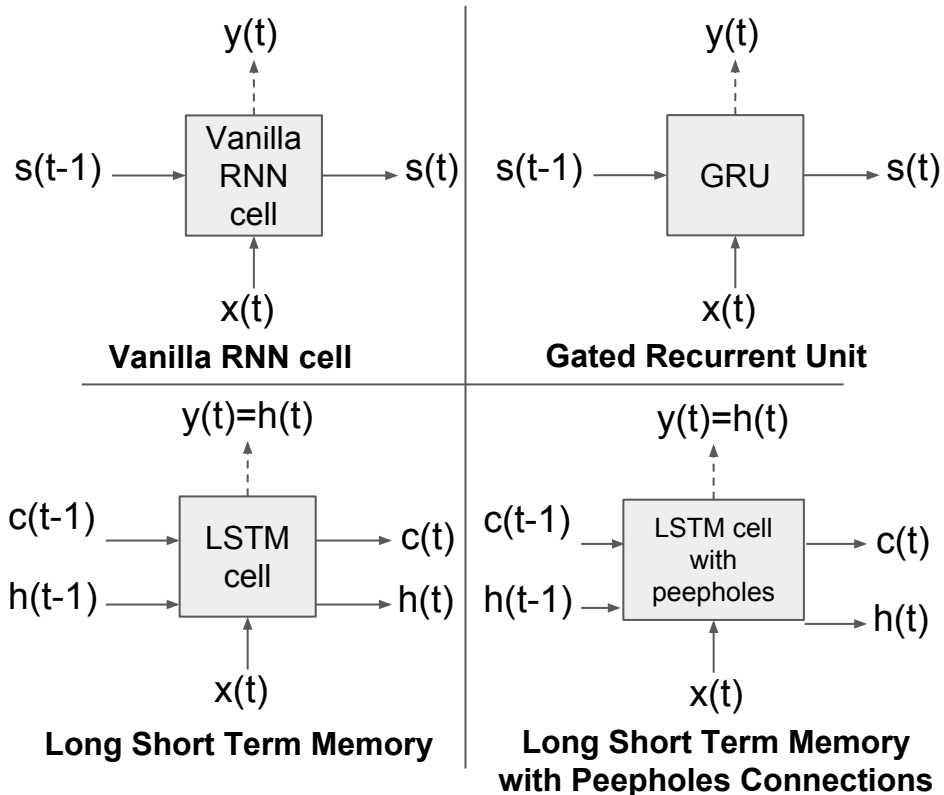 y(t)
Vanilla
RNN
cell
s(t-1)
s(t)
x(t)
Vanilla RNN cell
y(t)
GRU
s(t-1)
s(t)
x(t)
Gated Recurrent Unit
y(t)=h(t)
c(t-1)
LSTM
cell
c(t)
h(t-1)
h(t)
x(t)
Long Short Term Memory
y(t)=h(t)
c(t-1)
LSTM cell
with
peepholes
c(t)
h(t-1)
h(t)
x(t)
Long Short Term Memory
with Peepholes Connections